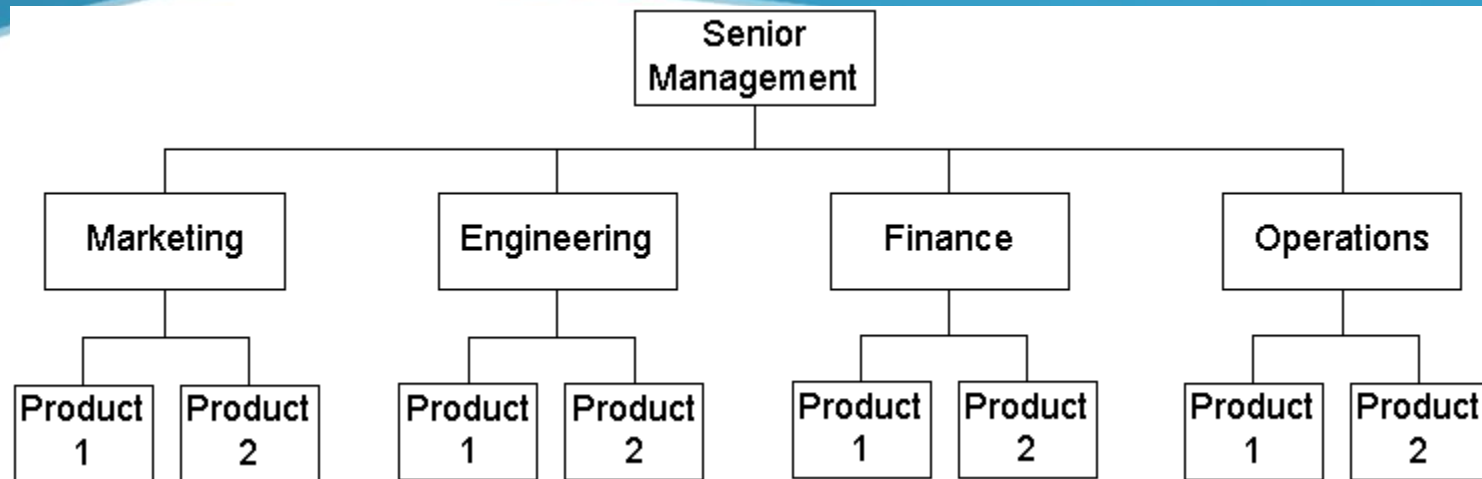 Senior
Management
Marketing
Engineering
Finance
Operations
Product
1
Product
2
Product
1
Product
2
Product
1
Product
2
Product
1
Product
2